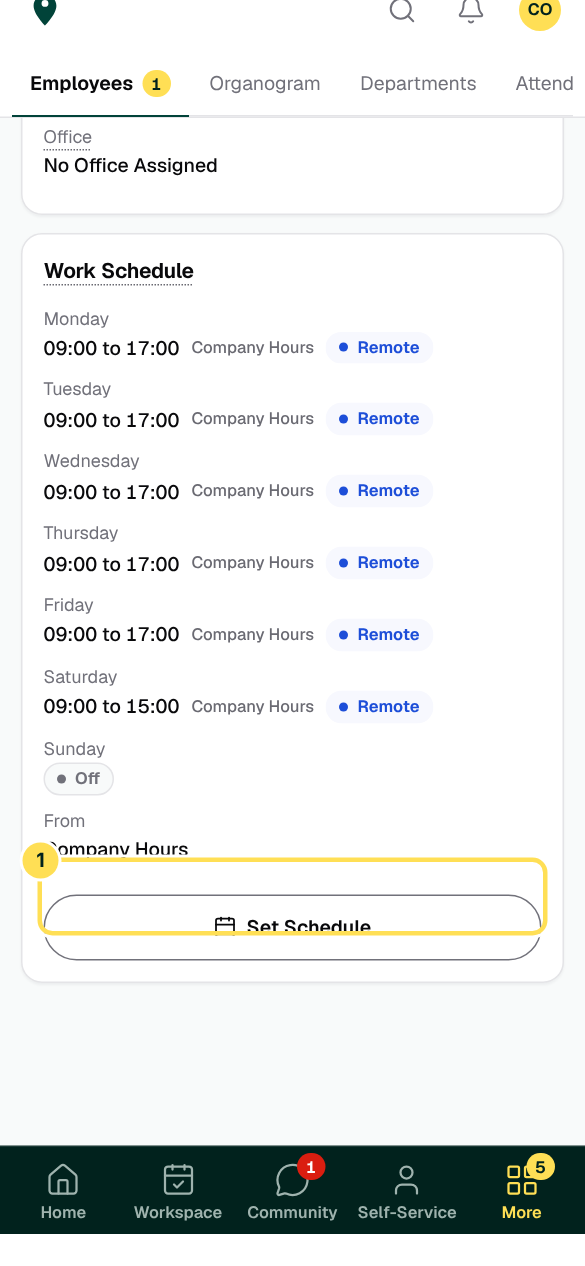 CO
Employees 1 Organogram Departments Attend
Office
No Office Assigned
Work Schedule
Monday
09:00 to 17:00 Company Hours Remote
Tuesday
09:00 to 17:00 Company Hours Remote
Wednesday
09:00 to 17:00 Company Hours Remote
Thursday
09:00 to 17:00 Company Hours Remote
Friday
09:00 to 17:00 Company Hours Remote
Saturday
09:00 to 15:00 Company Hours Remote
Sunday
Off
From
Company Hours
1
Set Schedule
1 5
Home Workspace Community Self-Service More